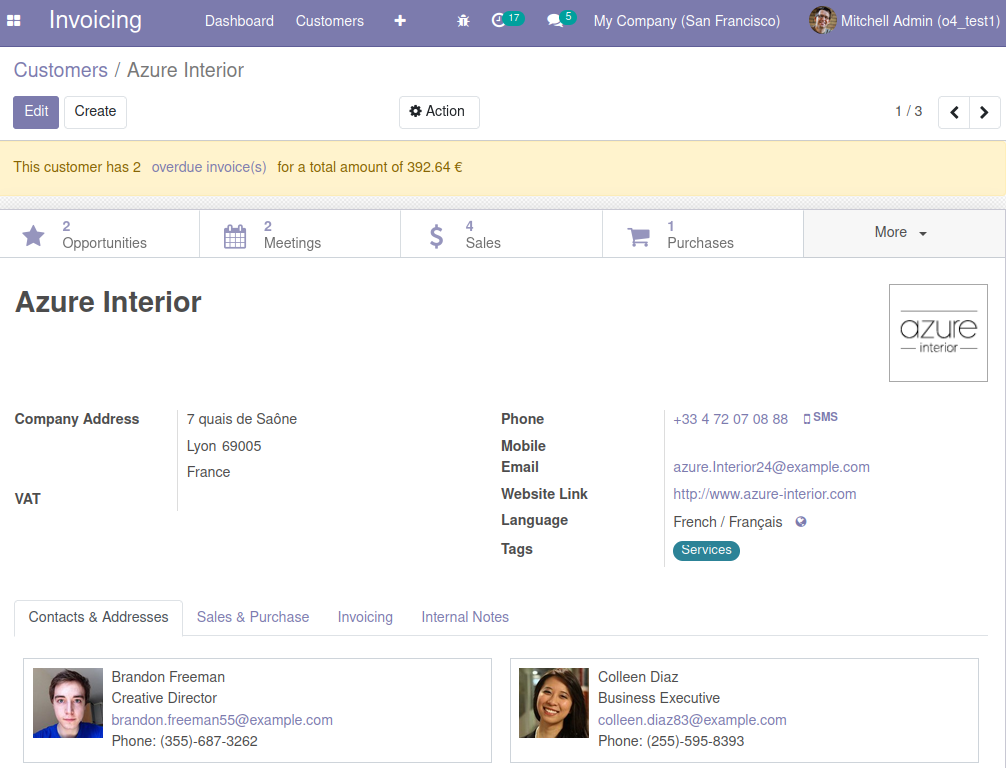 Invoicing Dashboard Customers 17 5 My Company (San Francisco) Mitchell Admin (o4_test1)
Customers / Azure Interior
Edit Create Action 1 / 3
This customer has 2 overdue invoice(s) for a total amount of 392.64 €
2 Opportunities
2 Meetings
4 Sales
1 Purchases
More
Azure Interior
azure
interior
Company Address 7 quais de Saône
Lyon 69005
France
VAT
Phone +33 4 72 07 08 88 SMS
Mobile
Email azure.Interior24@example.com
Website Link http://www.azure-interior.com
Language French / Français
Tags Services
Contacts & Addresses Sales & Purchase Invoicing Internal Notes
Brandon Freeman
Creative Director
brandon.freeman55@example.com
Phone: (355)-687-3262
Colleen Diaz
Business Executive
colleen.diaz83@example.com
Phone: (255)-595-8393